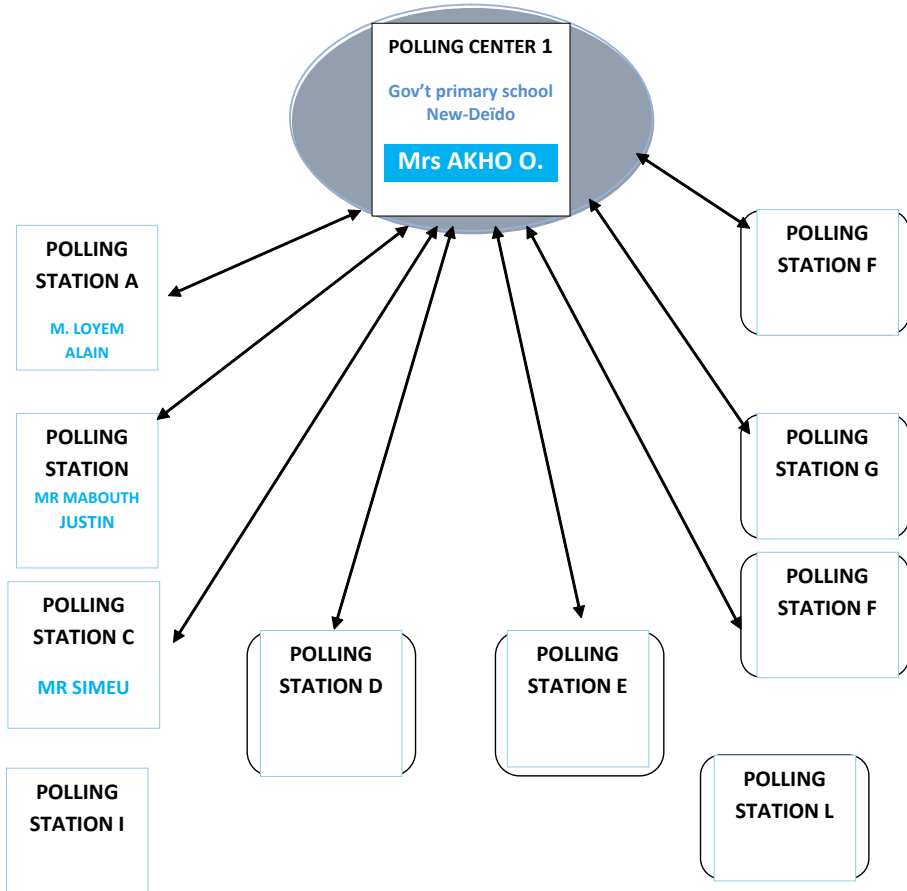 POLLING CENTER 1
Gov't primary school
New-Deïdo
Mrs AKHO O.
POLLING
STATION A
M. LOYEM
ALAIN
POLLING
STATION F
POLLING
STATION
MR MABOUTH
JUSTIN
POLLING
STATION G
POLLING
STATION C
MR SIMEU
POLLING
STATION F
POLLING
STATION D
POLLING
STATION E
POLLING
STATION I
POLLING
STATION L